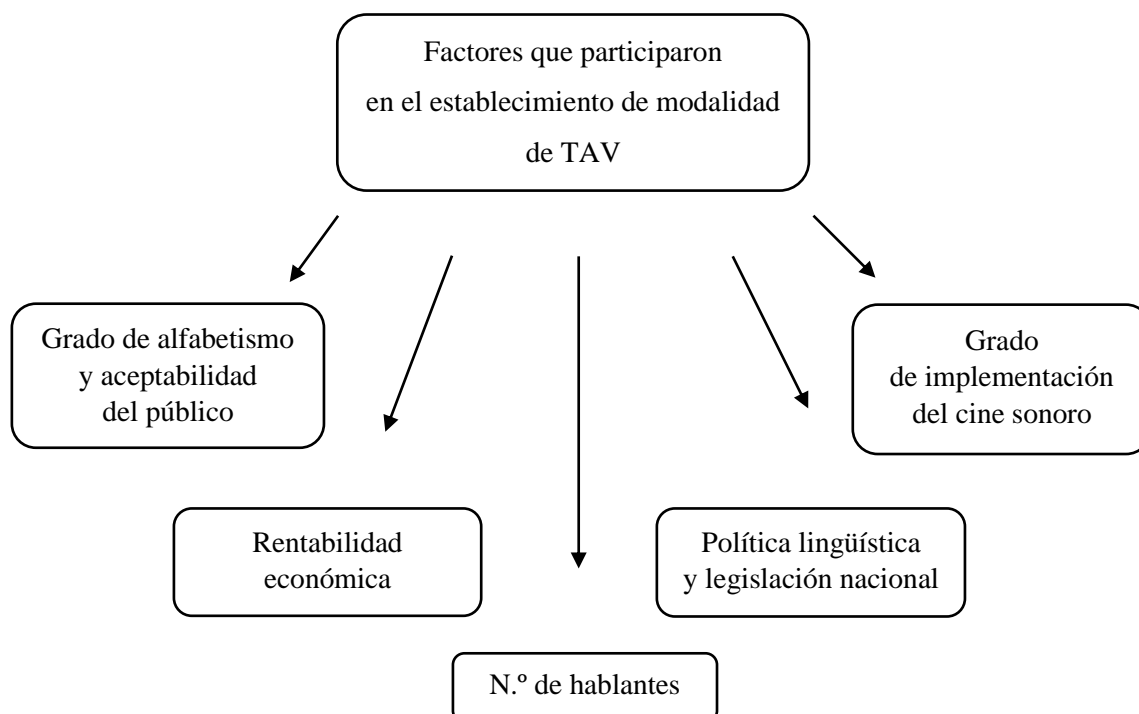 Factores que participaron
en el establecimiento de modalidad
de TAV
Grado de alfabetismo
y aceptabilidad
del público
Grado
de implementación
del cine sonoro
Rentabilidad
económica
Política lingüística
y legislación nacional
N.º de hablantes